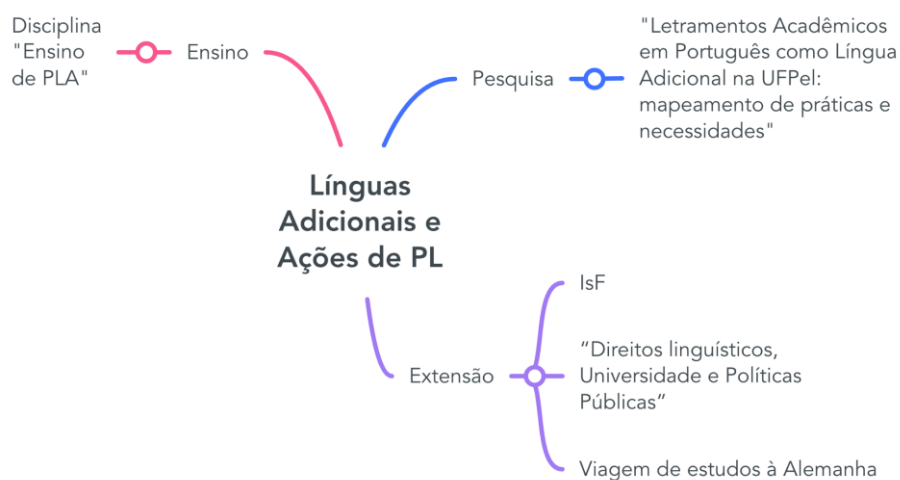 Disciplina
"Ensino
de PLA"
Ensino
Pesquisa
"Letramentos Acadêmicos
em Português como Língua
Adicional na UFPel:
mapeamento de práticas e
necessidades"
Línguas
Adicionais e
Ações de PL
Extensão
IsF
“Direitos linguísticos,
Universidade e Políticas
Públicas”
Viagem de estudos à Alemanha